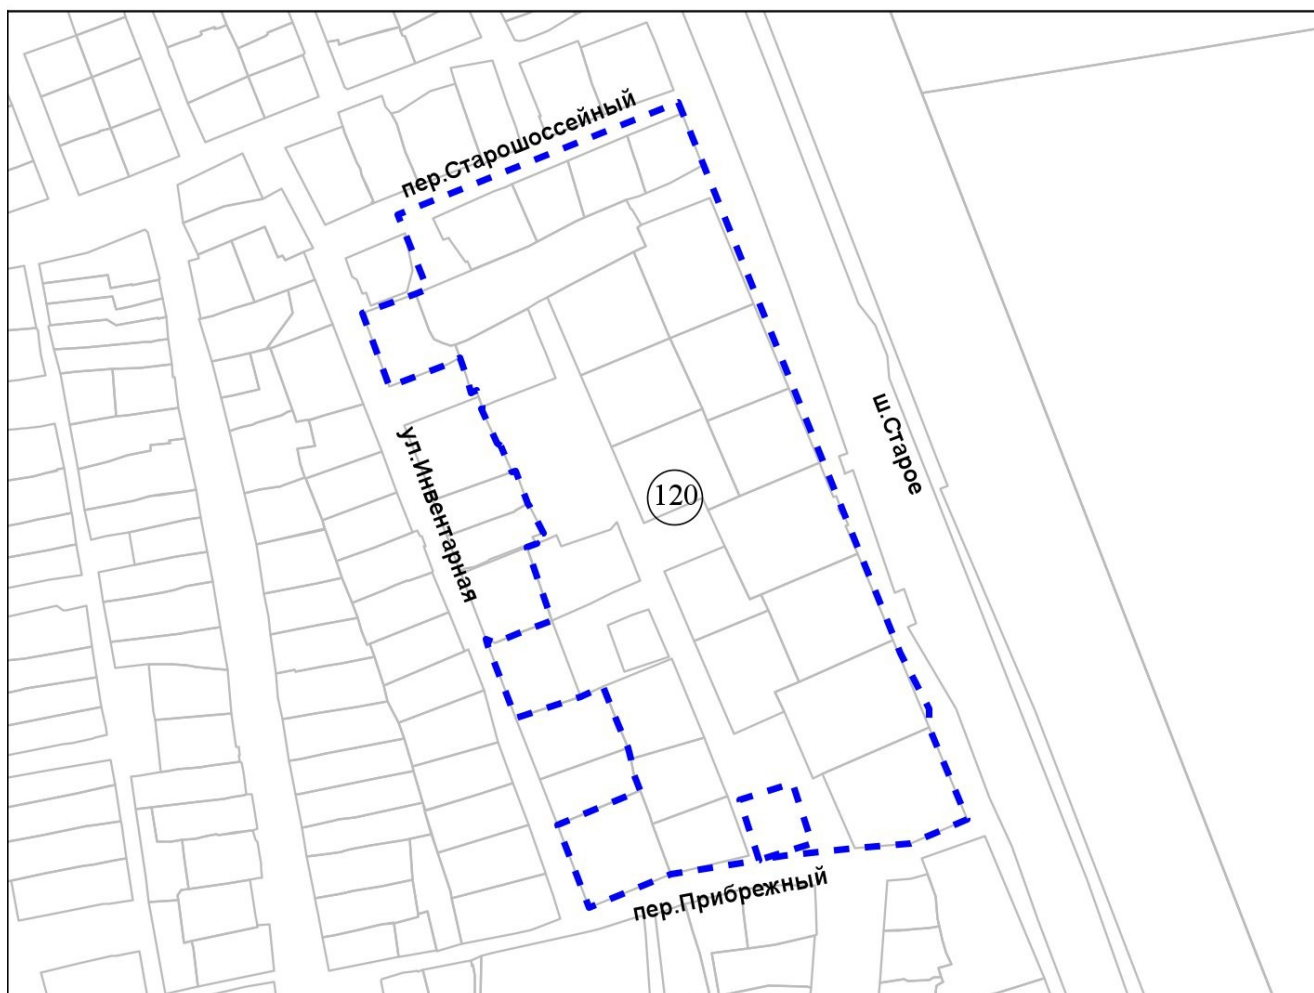 пер.Старошоссейный
ш.Старое
ул.Инвентарная
120
пер.Прибрежный